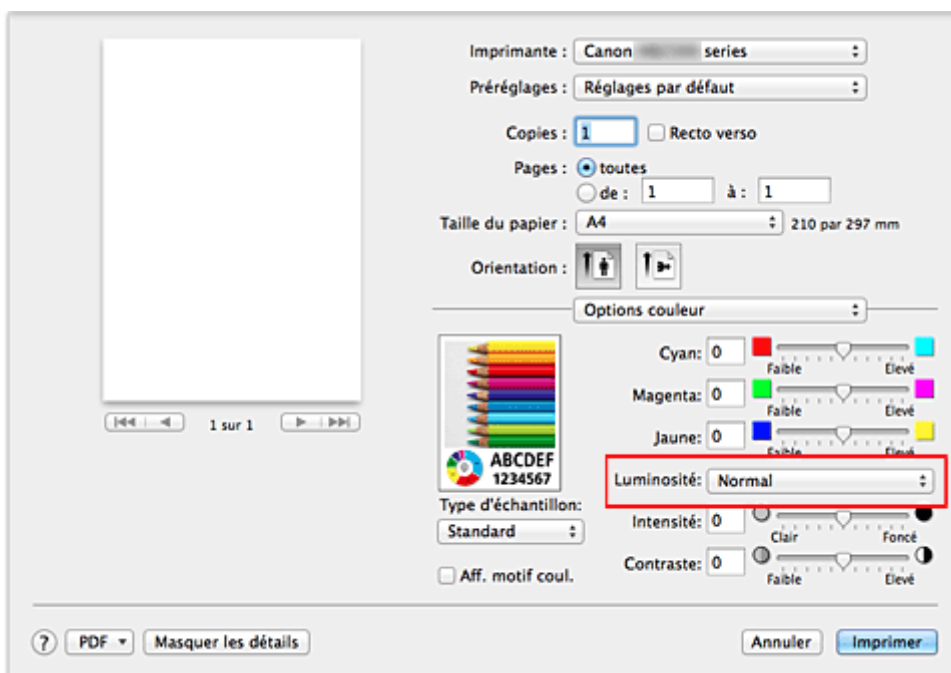 Imprimante : Canon series
Préréglages : Réglages par défaut
Copies : 1 Recto verso
Pages : toutes
de : 1 à : 1
Taille du papier : A4 210 par 297 mm
Orientation :
Options couleur
Cyan: 0
Faible Elevé
Magenta: 0
Faible Elevé
Jaune: 0
Faible Elevé
Luminosité: Normal
Intensité: 0
Clair Foncé
Contraste: 0
Faible Elevé
ABCDEF
1234567
Type d'échantillon:
Standard
Aff. motif coul.
1 sur 1
? PDF Masquer les détails Annuler Imprimer